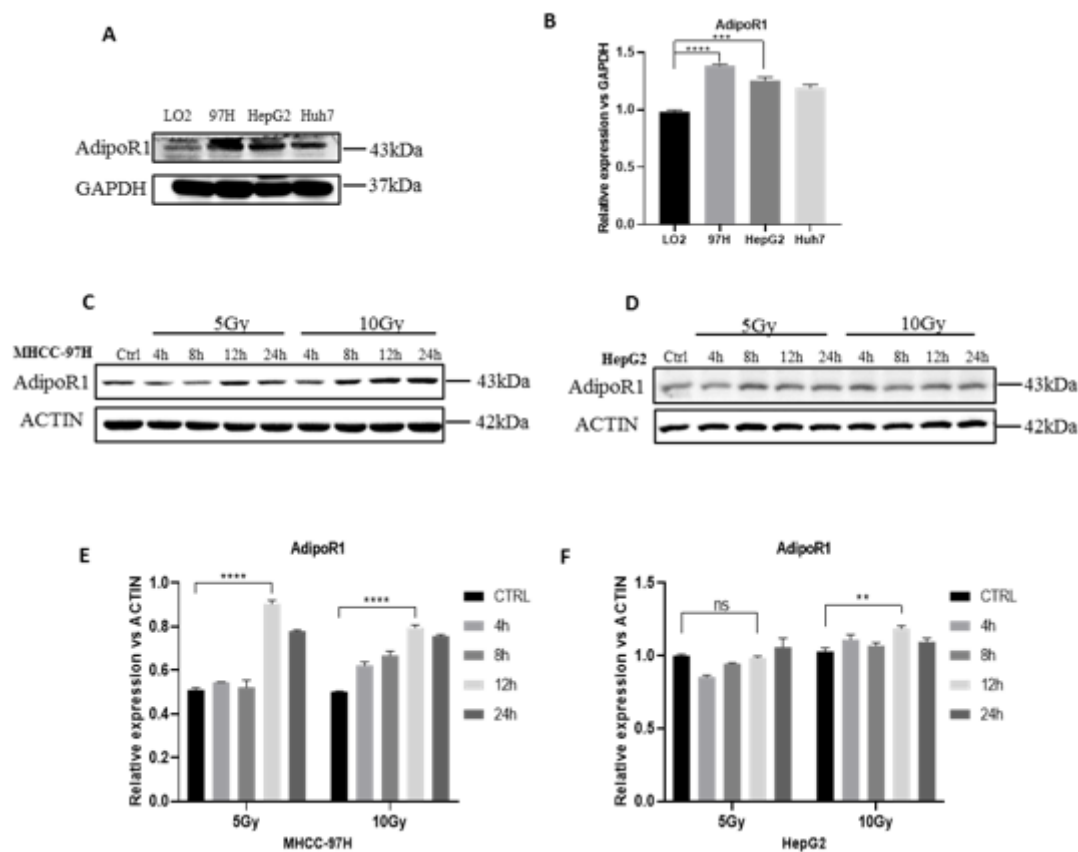 A
LO2 97H HepG2 Huh7
AdipoR1
43kDa
GAPDH
37kDa
B
AdipoR1
***
****
Relative expression vs GAPDH
1.5
1.0
0.5
0.0
LO2 97H HepG2 Huh7
C
5Gy 10Gy
MHCC-97H Ctrl 4h 8h 12h 24h 4h 8h 12h 24h
AdipoR1
43kDa
ACTIN
42kDa
D
5Gy 10Gy
HepG2 Ctrl 4h 8h 12h 24h 4h 8h 12h 24h
AdipoR1
43kDa
ACTIN
42kDa
E
AdipoR1
Relative expression vs ACTIN
1.0
0.8
0.6
0.4
0.2
0.0
****
****
5Gy 10Gy
MHCC-97H
CTRL
4h
8h
12h
24h
F
AdipoR1
Relative expression vs ACTIN
1.5
1.0
0.5
0.0
ns
**
5Gy 10Gy
HepG2
CTRL
4h
8h
12h
24h